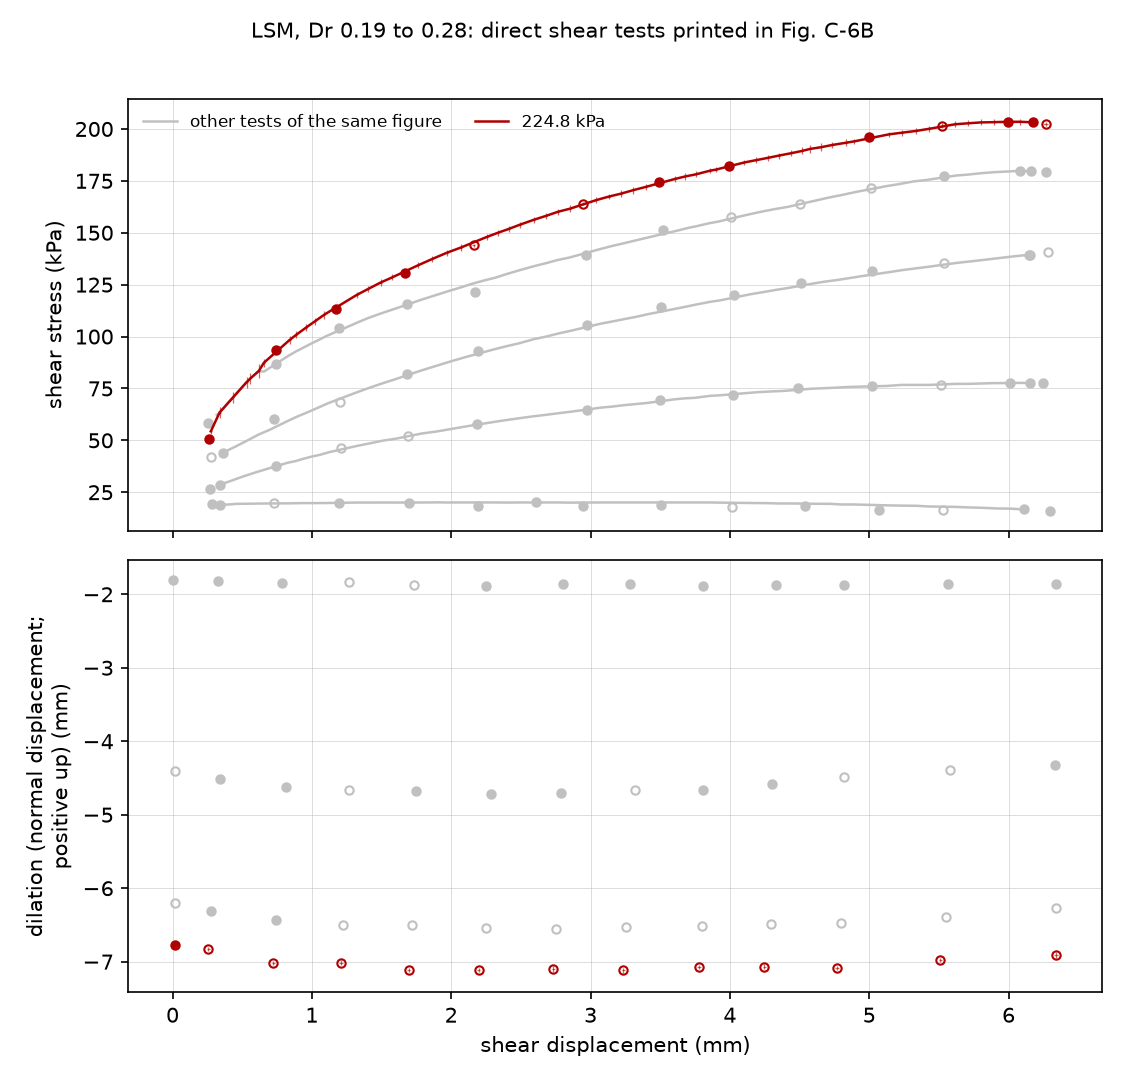 LSM, Dr 0.19 to 0.28: direct shear tests printed in Fig. C-6B
other tests of the same figure
224.8 kPa
shear stress (kPa)
200
175
150
125
100
75
50
25
dilation (normal displacement;
positive up) (mm)
−2
−3
−4
−5
−6
−7
0 1 2 3 4 5 6
shear displacement (mm)